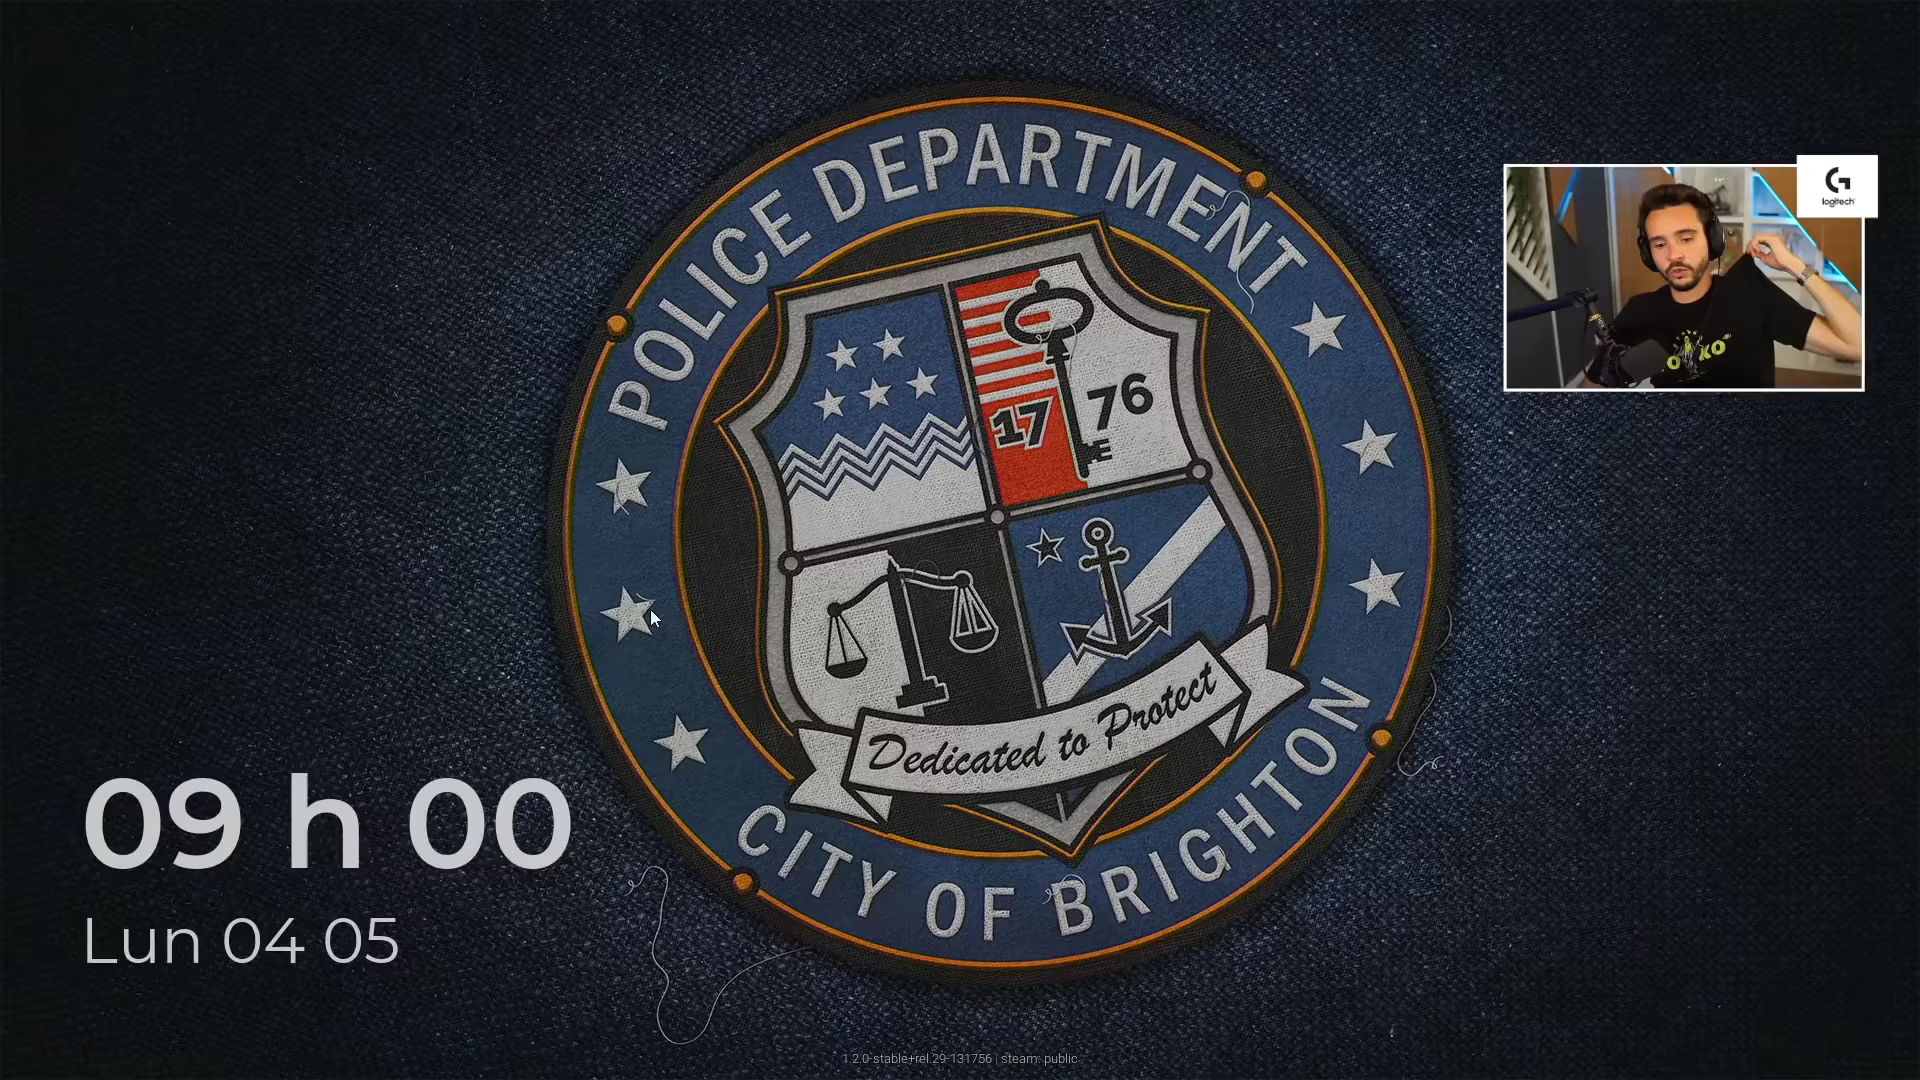 POLICE DEPARTMENT
17
76
Dedicated to Protect
CITY OF BRIGHTON
logitech
09 h 00
Lun 04 05
1.2.0-stable+rel.29-131756 | steam: public